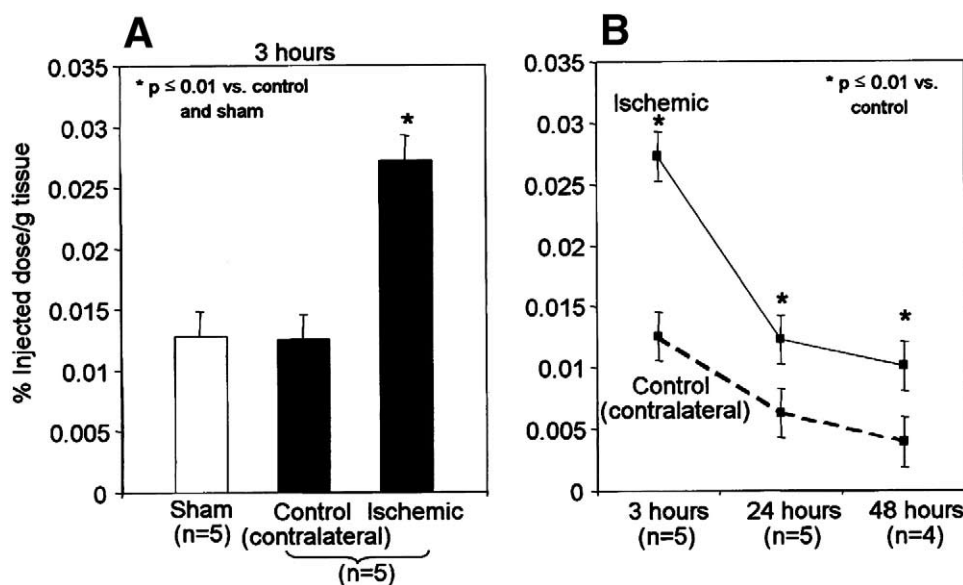 A
3 hours
* p ≤ 0.01 vs. control
and sham
*
% Injected dose/g tissue
0.035
0.03
0.025
0.02
0.015
0.01
0.005
0
Sham
(n=5)
Control
(contralateral)
Ischemic
(n=5)
B
* p ≤ 0.01 vs.
control
Ischemic
*
*
*
Control
(contralateral)
0.035
0.03
0.025
0.02
0.015
0.01
0.005
0
3 hours
(n=5)
24 hours
(n=5)
48 hours
(n=4)